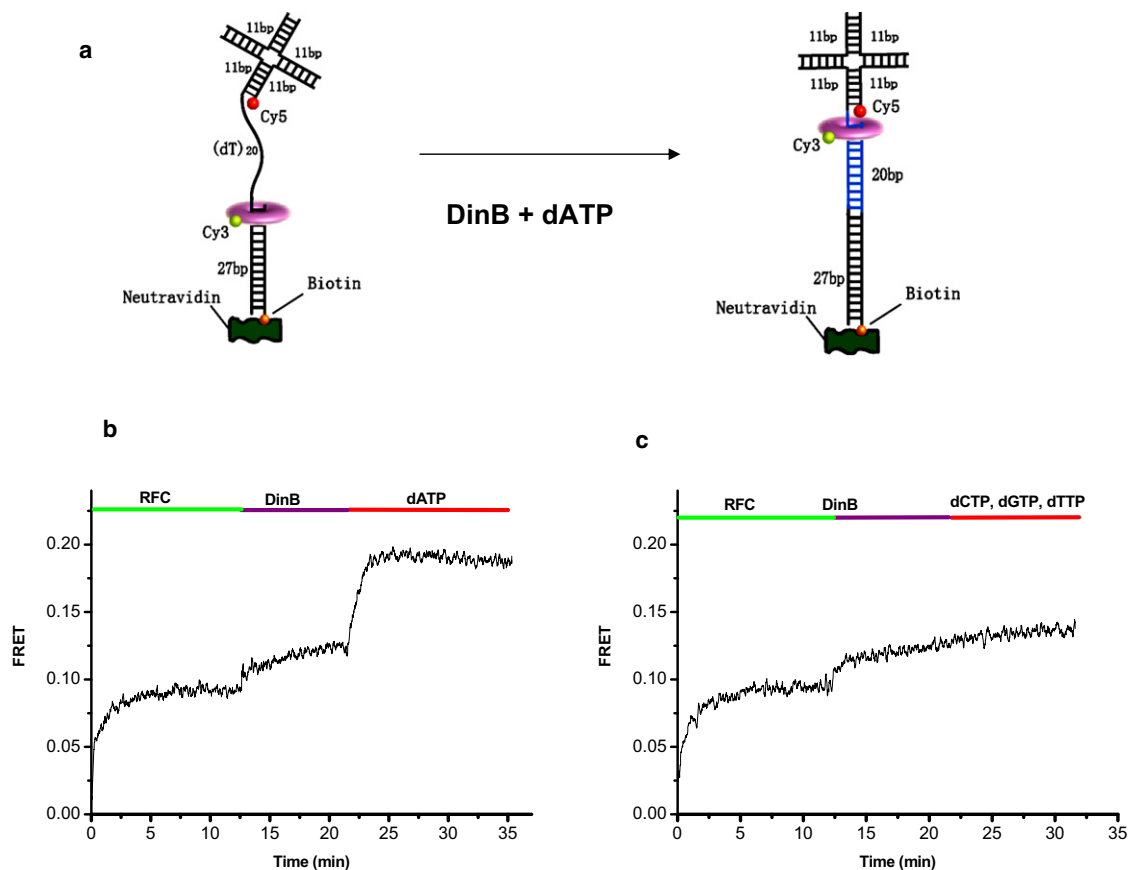 a
11bp
11bp
11bp
11bp
Cy5
(dT)20
Cy3
27bp
Biotin
Neutravidin
DinB + dATP
11bp
11bp
11bp
11bp
Cy5
Cy3
20bp
27bp
Biotin
Neutravidin
b
RFC DinB dATP
0.20
0.15
0.10
0.05
0.00
FRET
0 5 10 15 20 25 30 35
Time (min)
c
RFC DinB dCTP, dGTP, dTTP
0.20
0.15
0.10
0.05
0.00
FRET
0 5 10 15 20 25 30 35
Time (min)